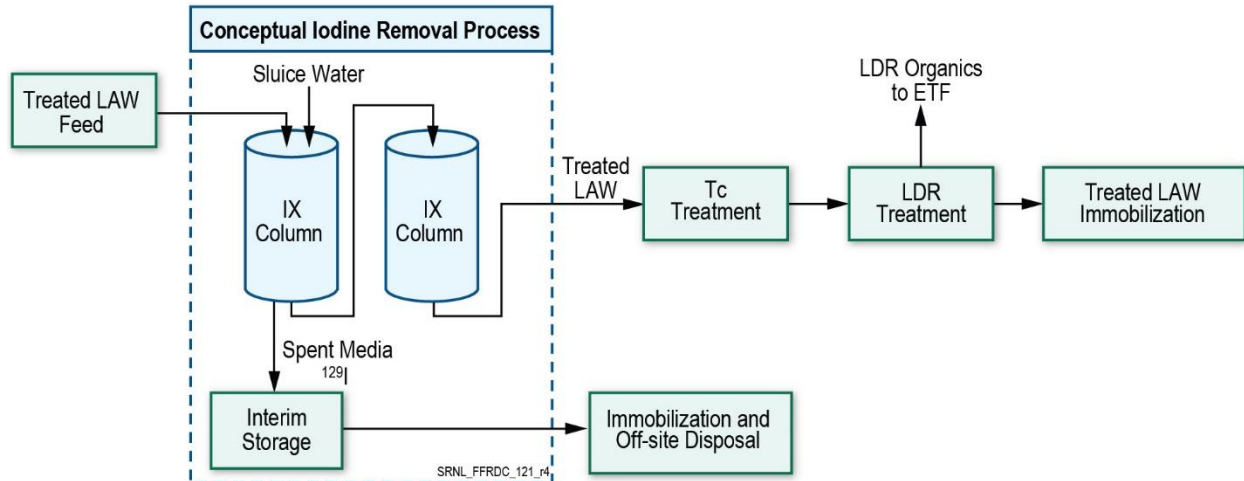 Conceptual Iodine Removal Process
Sluice Water
Treated LAW
Feed
IX
Column
IX
Column
Treated
LAW
Tc
Treatment
LDR Organics
to ETF
LDR
Treatment
Treated LAW
Immobilization
Spent Media
129I
Interim
Storage
Immobilization and
Off-site Disposal
SRNL_FFRDC_121_r4